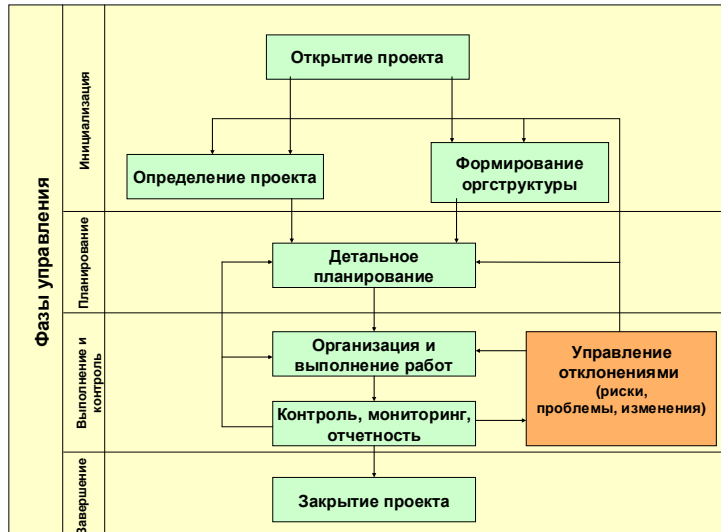 Фазы управления
Инициализация
Открытие проекта
Определение проекта
Формирование
оргструктуры
Планирование
Детальное
планирование
Выполнение и
контроль
Организация и
выполнение работ
Управление
отклонениями
(риски,
проблемы, изменения)
Контроль, мониторинг,
отчетность
Завершение
Закрытие проекта